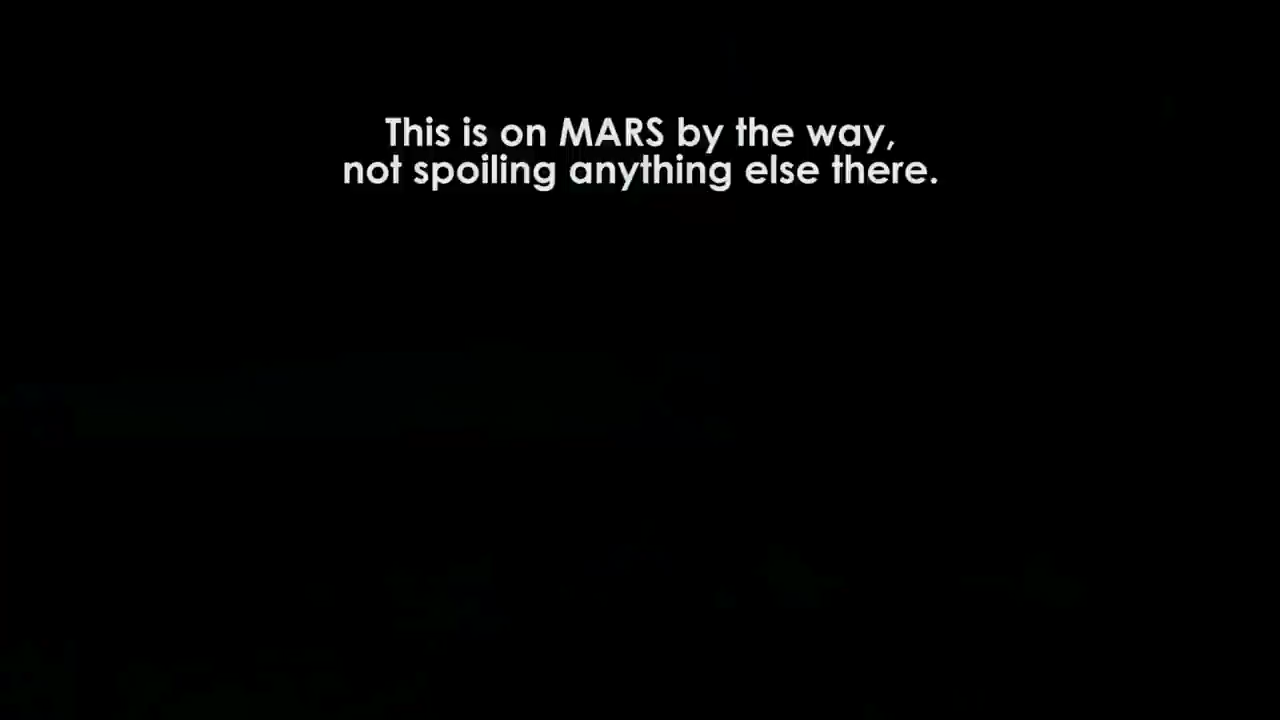 This is on MARS by the way,
not spoiling anything else there.